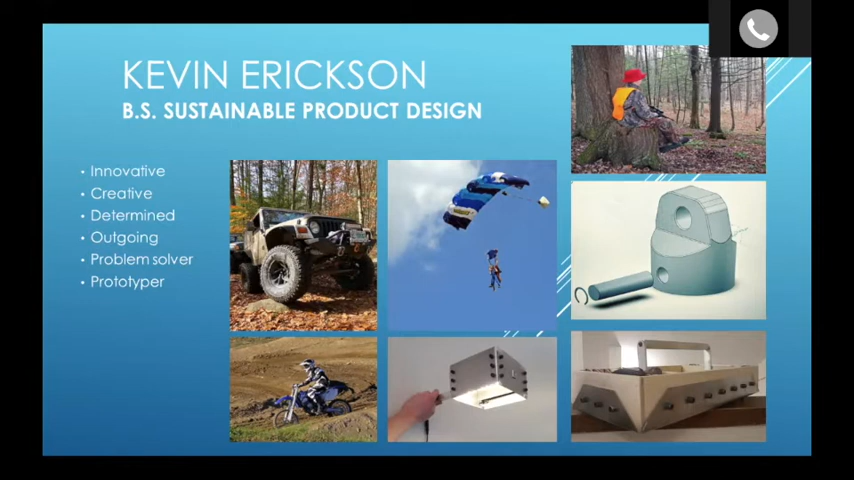 KEVIN ERICKSON
B.S. SUSTAINABLE PRODUCT DESIGN
• Innovative
• Creative
• Determined
• Outgoing
• Problem solver
• Prototyper